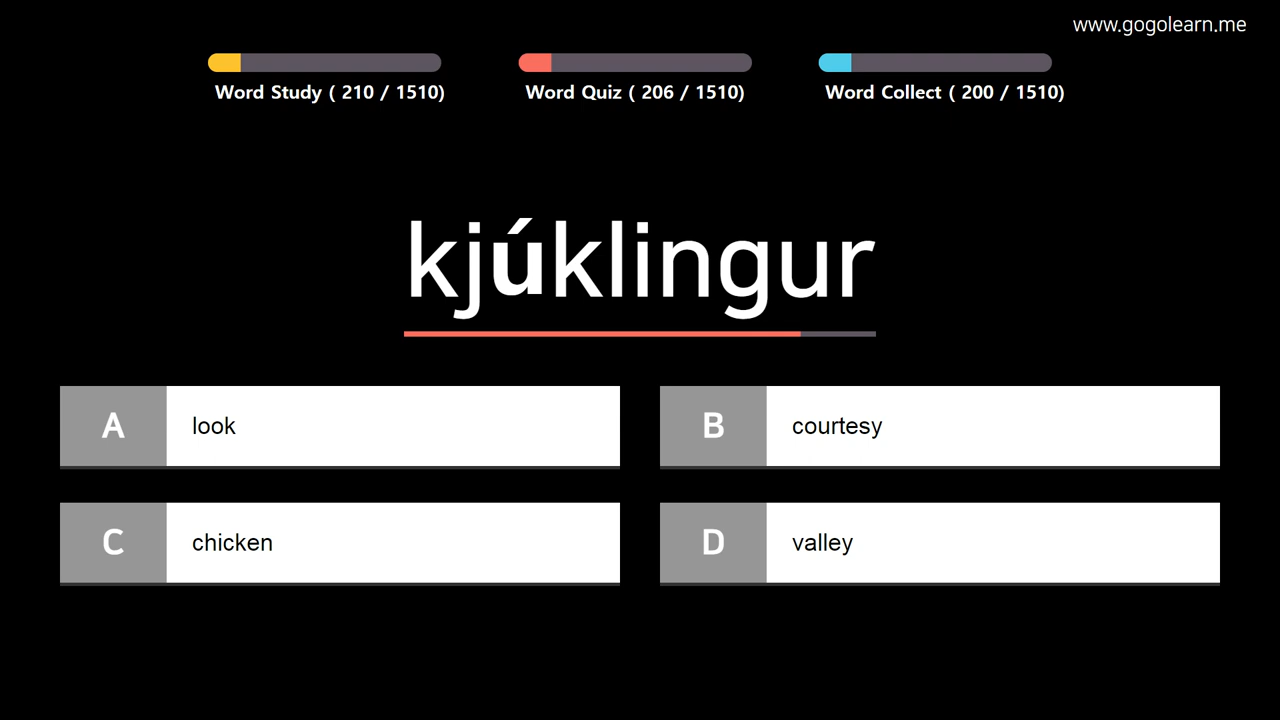 www.gogolearn.me
Word Study ( 210 / 1510)
Word Quiz ( 206 / 1510)
Word Collect ( 200 / 1510)
kjúklingur
A look
B courtesy
C chicken
D valley